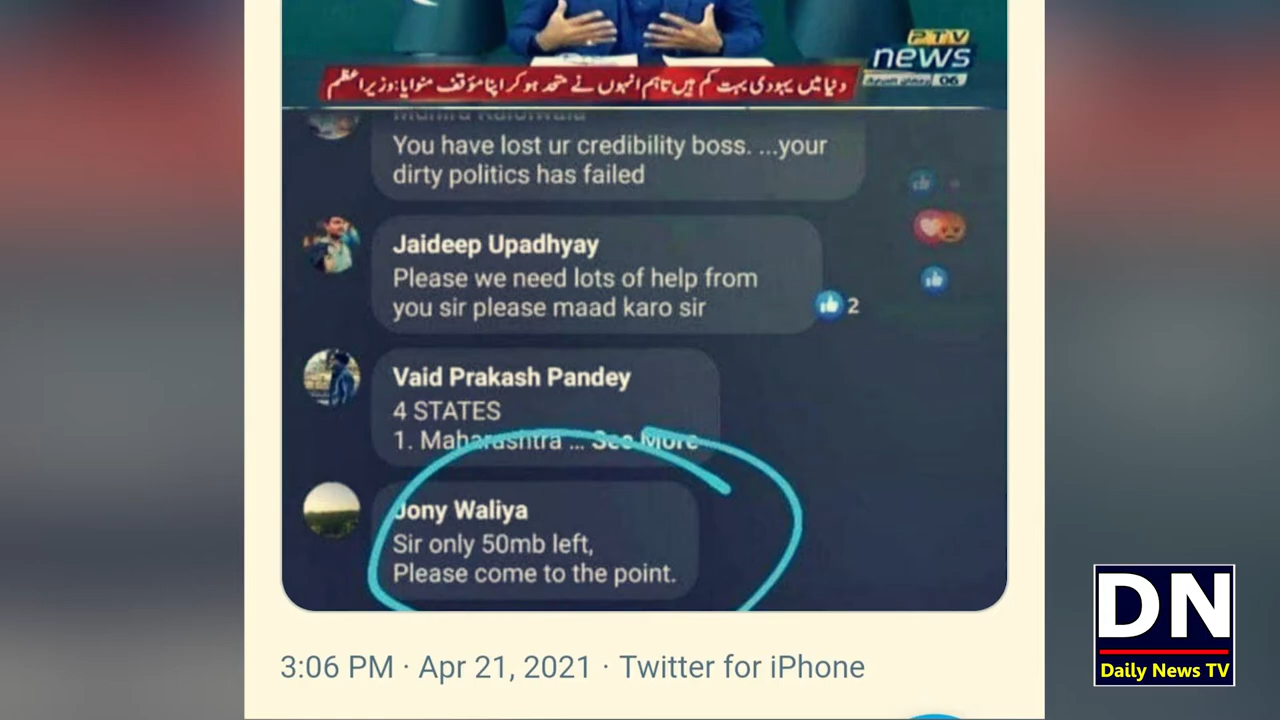 PTV
news
دنیا میں یہودی بہت کم ہیں تاہم انہوں نے متحد ہو کر اپنا مؤقف منوایا: وزیراعظم
06
You have lost ur credibility boss. ...your
dirty politics has failed
Jaideep Upadhyay
Please we need lots of help from
you sir please maad karo sir
2
Vaid Prakash Pandey
4 STATES
1. Maharashtra ... See More
Jony Waliya
Sir only 50mb left,
Please come to the point.
3:06 PM · Apr 21, 2021 · Twitter for iPhone
DN
Daily News TV